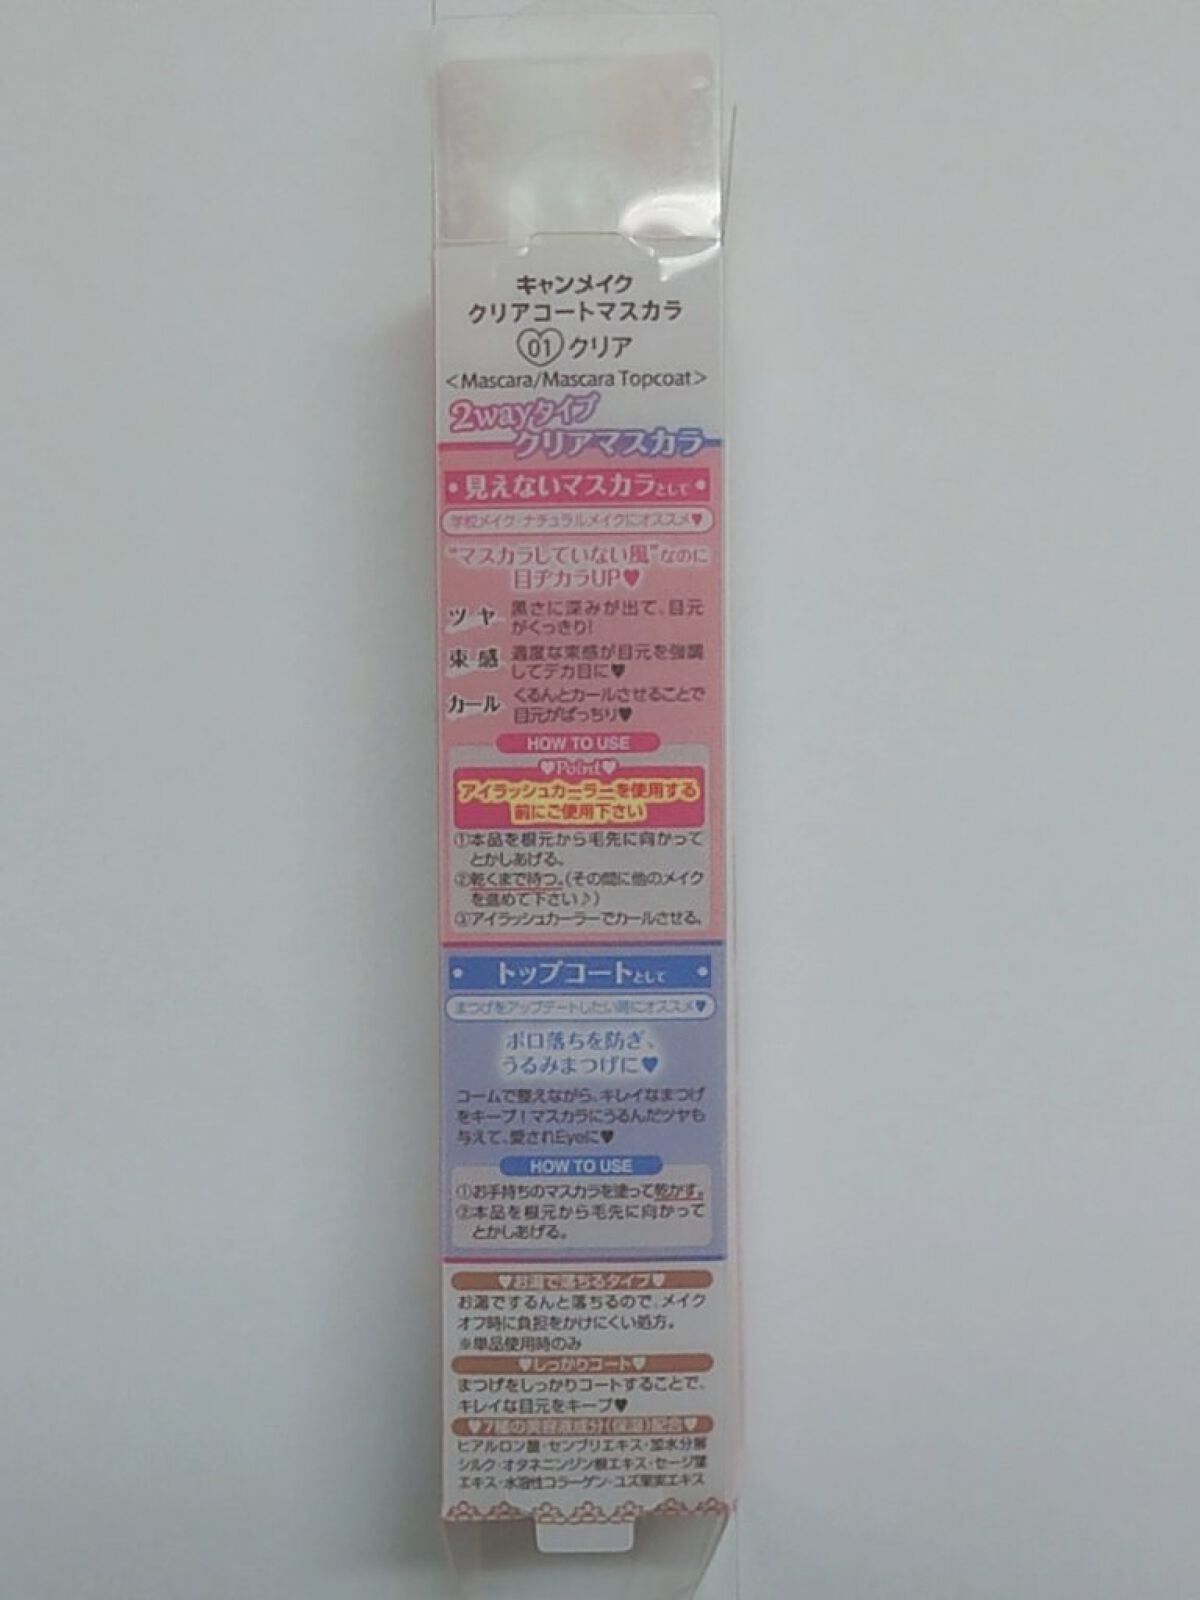 キャンメイク
クリアコートマスカラ
01 クリア
<Mascara/Mascara Topcoat>
2wayタイプ
クリアマスカラ
・見えないマスカラとして・
学校メイク・ナチュラルメイクにオススメ♥
"マスカラしていない風"なのに
目ヂカラUP♥
ツヤ 黒さに深みが出て、目元
がくっきり!
束感 適度な束感が目元を強調
してデカ目に♥
カール くるんとカールさせることで
目元がぱっちり♥
HOW TO USE
♥Point♥
アイラッシュカーラーを使用する
前にご使用下さい
①本品を根元から毛先に向かって
とかしあげる。
②乾くまで待つ。(その間に他のメイク
を進めて下さい♪)
③アイラッシュカーラーでカールさせる。
・トップコートとして・
まつげをアップデートしたい時にオススメ♥
ポロ落ちを防ぎ、
うるみまつげに♥
コームで整えながら、キレイなまつげ
をキープ!マスカラにうるんだツヤも
与えて、愛されEyeに♥
HOW TO USE
①お手持ちのマスカラを塗って乾かす。
②本品を根元から毛先に向かって
とかしあげる。
♥お湯で落ちるタイプ♥
お湯でするんと落ちるので、メイク
オフ時に負担をかけにくい処方。
※単品使用時のみ
♥しっかりコート♥
まつげをしっかりコートすることで、
キレイな目元をキープ♥
♥7種の美容液成分(保湿)配合♥
ヒアルロン酸・センブリエキス・加水分解
シルク・オタネニンジン根エキス・セージ葉
エキス・水溶性コラーゲン・ユズ果実エキス